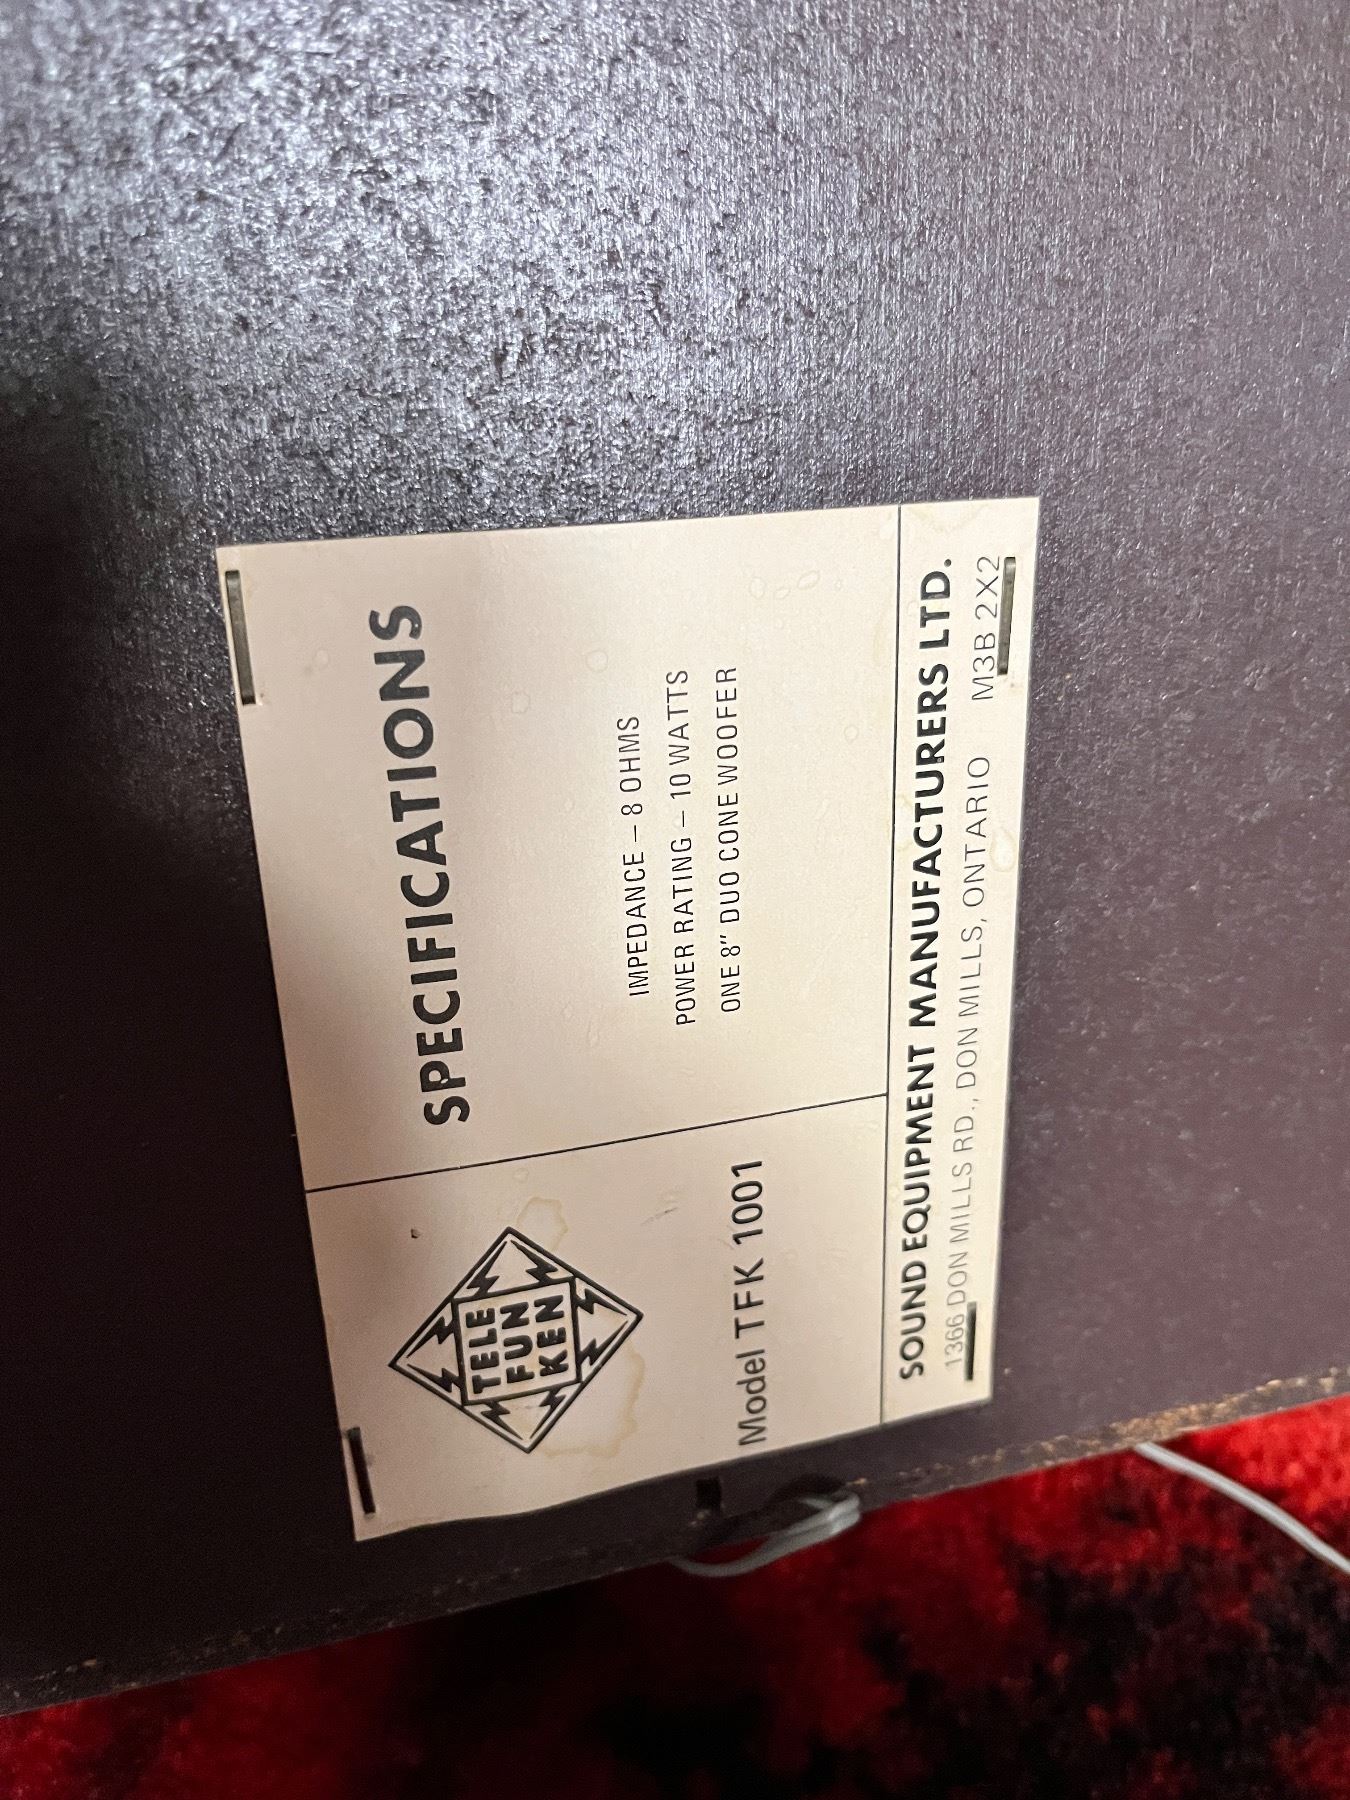 TELE
FUN
KEN
Model TFK 1001
SPECIFICATIONS
IMPEDANCE – 8 OHMS
POWER RATING – 10 WATTS
ONE 8" DUO CONE WOOFER
SOUND EQUIPMENT MANUFACTURERS LTD.
1366 DON MILLS RD., DON MILLS, ONTARIO M3B 2X2